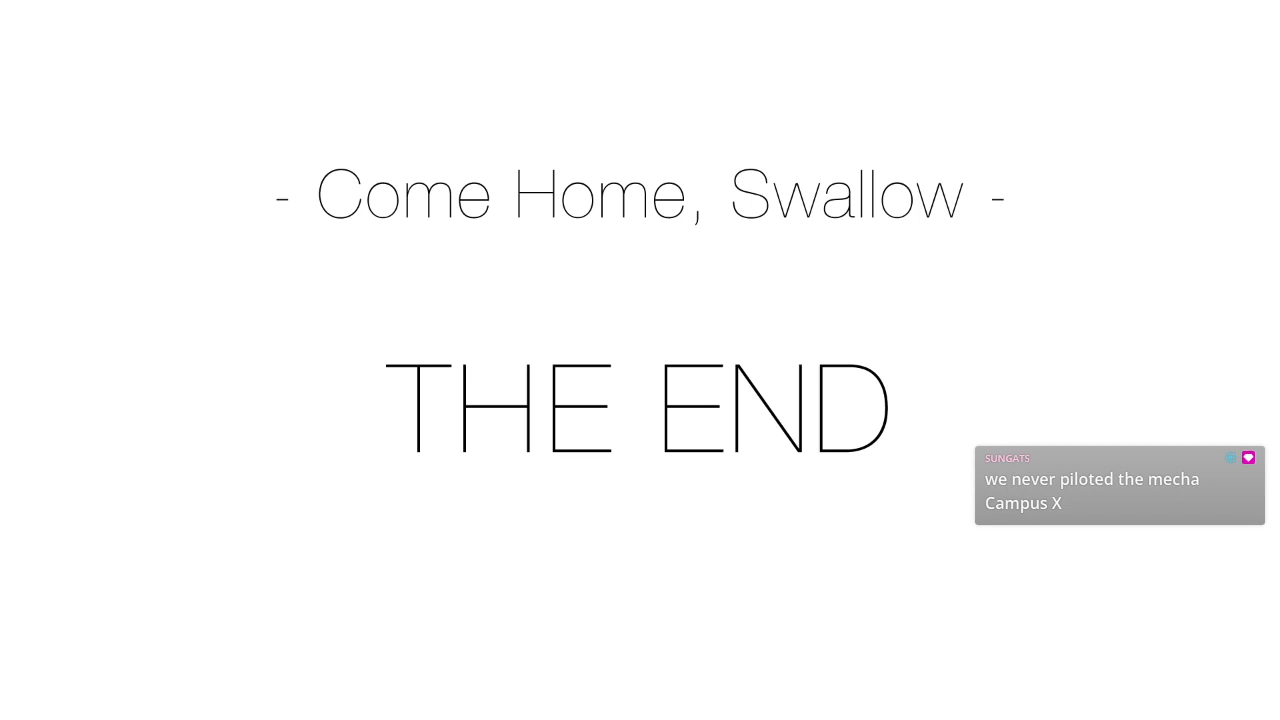 - Come Home, Swallow -
THE END
SUNGATS
we never piloted the mecha
Campus X